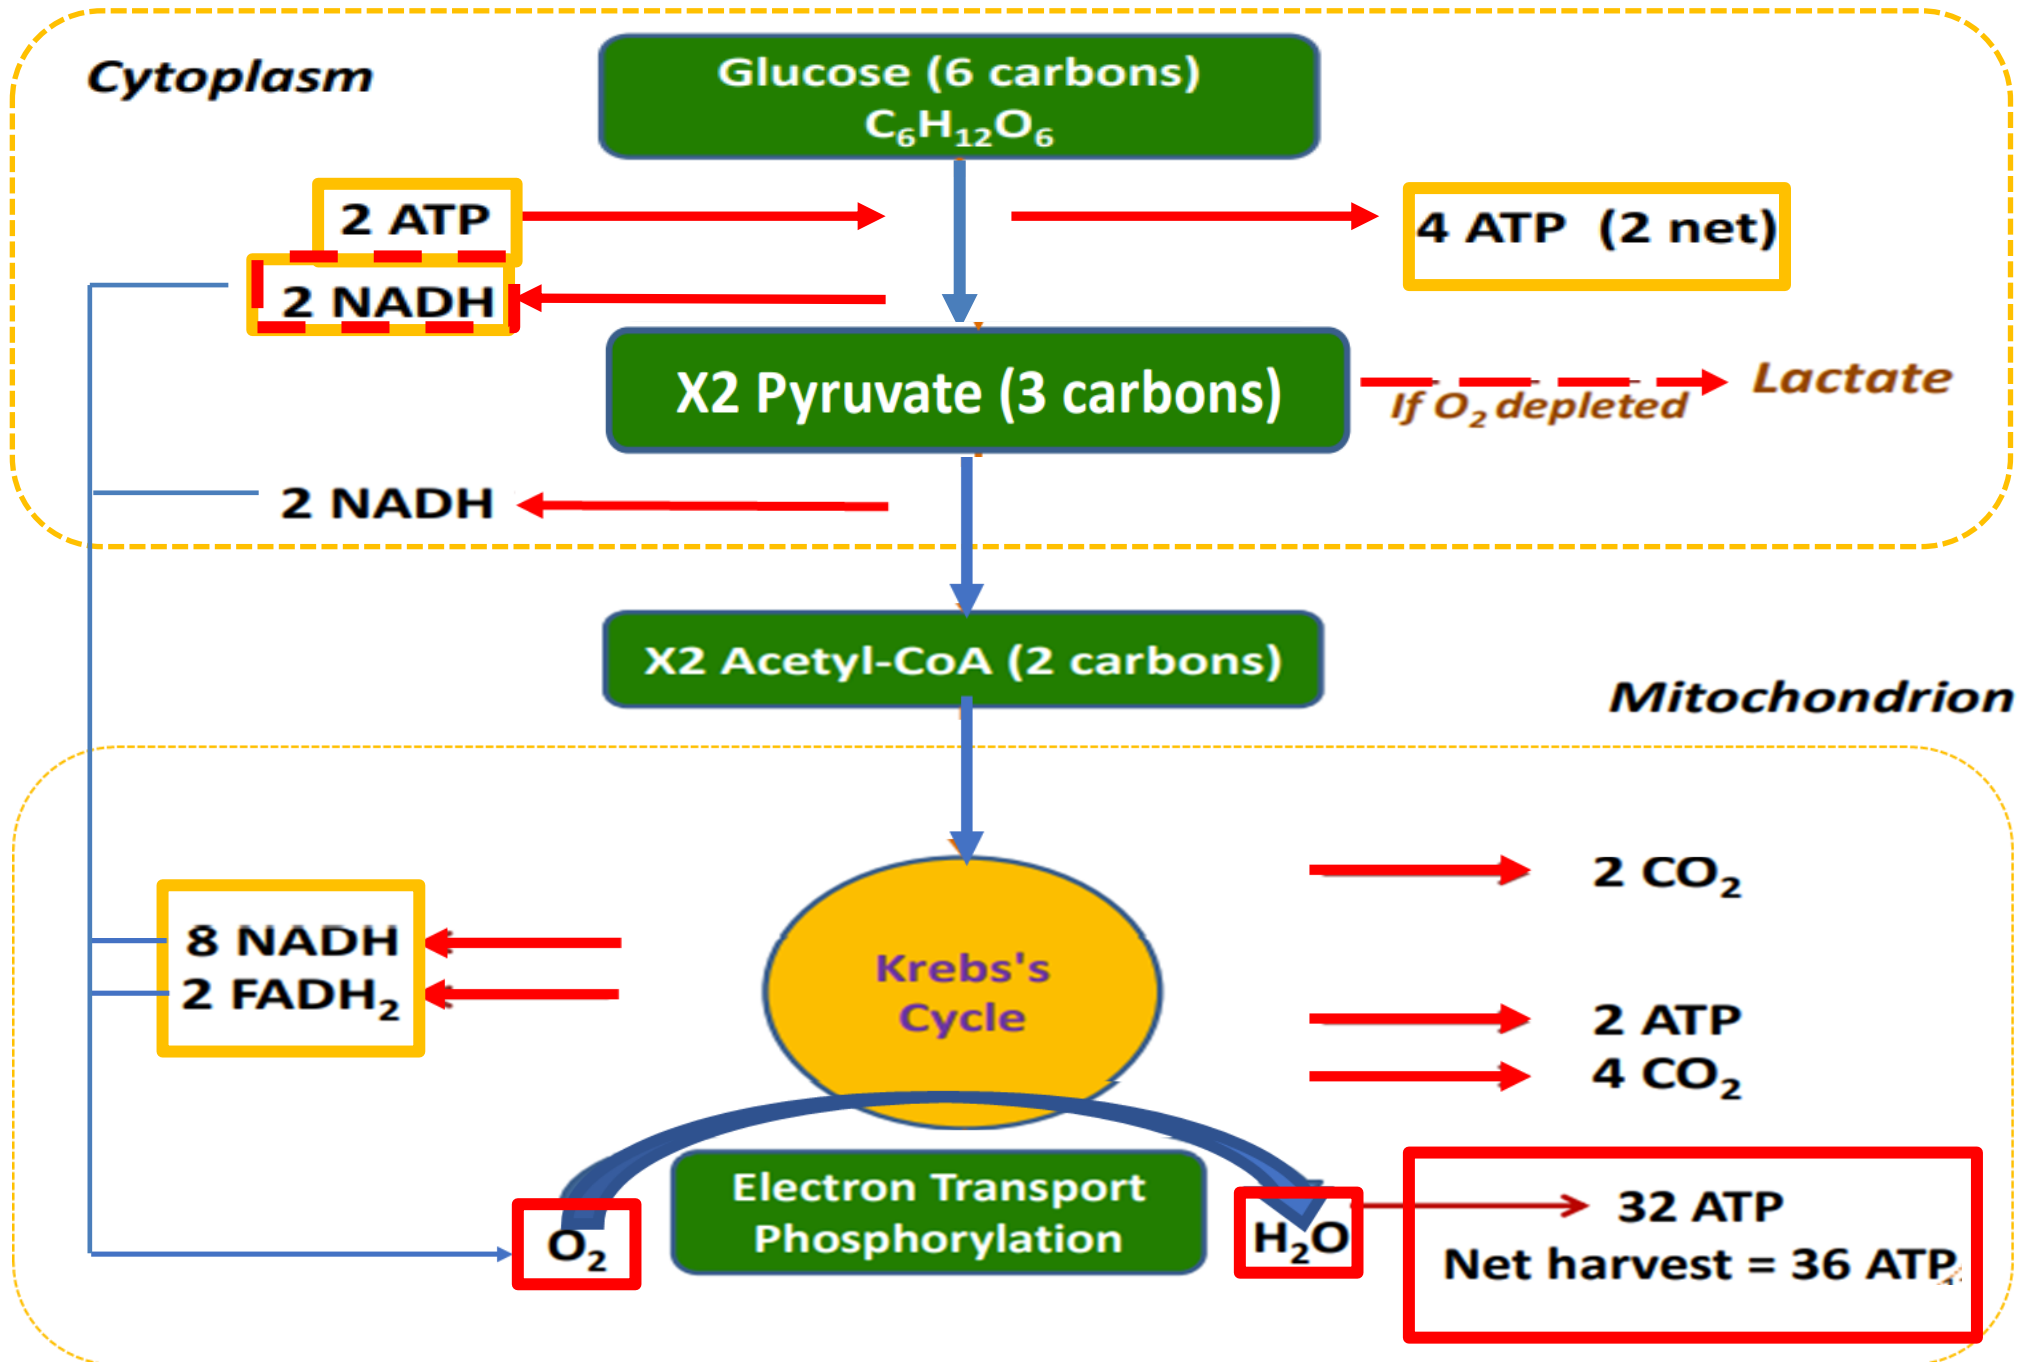 Cytoplasm
Glucose (6 carbons)
C₆H₁₂O₆
2 ATP
4 ATP (2 net)
2 NADH
X2 Pyruvate (3 carbons)
Lactate
If O₂ depleted
2 NADH
X2 Acetyl-CoA (2 carbons)
Mitochondrion
2 CO₂
8 NADH
2 FADH₂
Krebs's
Cycle
2 ATP
4 CO₂
Electron Transport
Phosphorylation
O₂
H₂O
32 ATP
Net harvest = 36 ATP